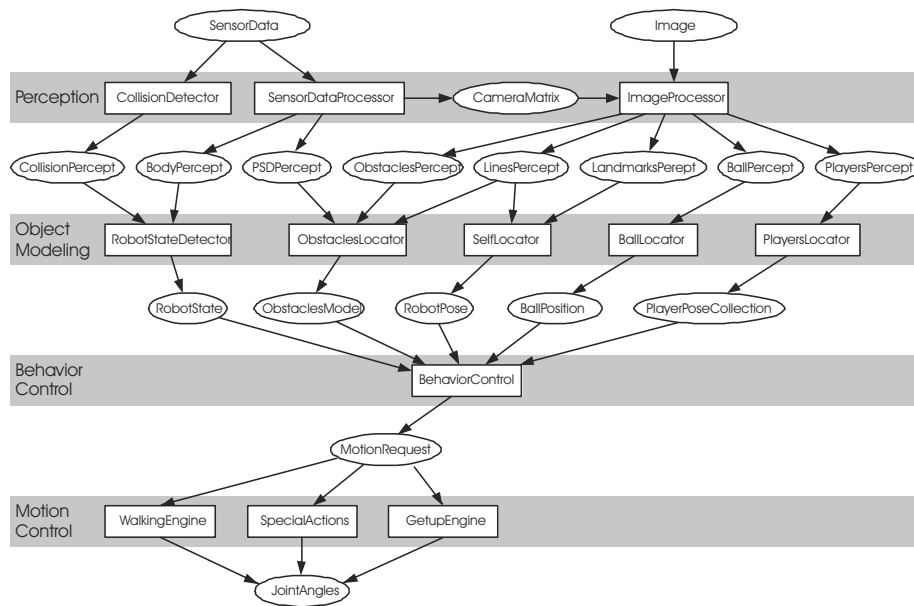 SensorData
Image
Perception
CollisionDetector
SensorDataProcessor
CameraMatrix
ImageProcessor
CollisionPercept
BodyPercept
PSDPercept
ObstaclesPercept
LinesPercept
LandmarksPerept
BallPercept
PlayersPercept
Object
Modeling
RobotStateDetector
ObstaclesLocator
SelfLocator
BallLocator
PlayersLocator
RobotState
ObstaclesModel
RobotPose
BallPosition
PlayerPoseCollection
Behavior
Control
BehaviorControl
MotionRequest
Motion
Control
WalkingEngine
SpecialActions
GetupEngine
JointAngles